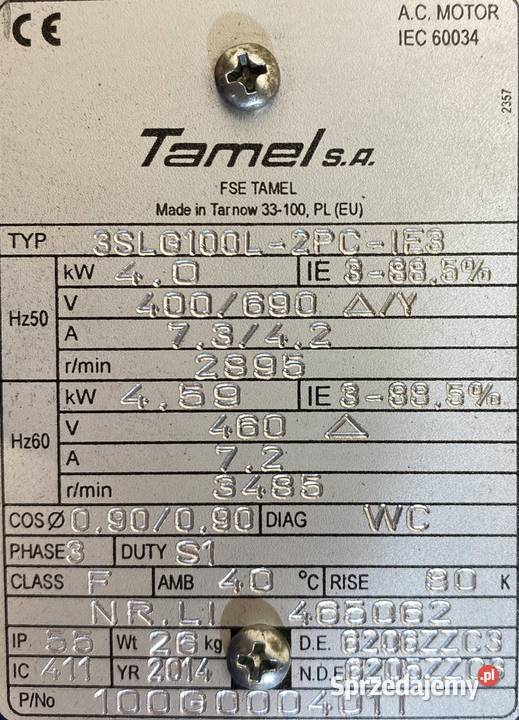 CE
A.C. MOTOR
IEC 60034
2357
Tamel S.A.
FSE TAMEL
Made in Tarnow 33-100, PL (EU)
TYP 3SLG100L-2PC-IE3
Hz50
kW 4.0 IE 3-88.5%
V 400/690 △/Y
A 7.3/4.2
r/min 2895
Hz60
kW 4.59 IE 3-88.5%
V 460 △
A 7.2
r/min 3485
COSØ 0.90/0.90 DIAG WC
PHASE 3 DUTY S1
CLASS F AMB 40 °C RISE 80 K
NR.LI 465062
IP. 55 Wt 26 kg D.E. 6206ZZC3
IC 411 YR 2014 N.D.E
P/No
Sprzedajemy.pl